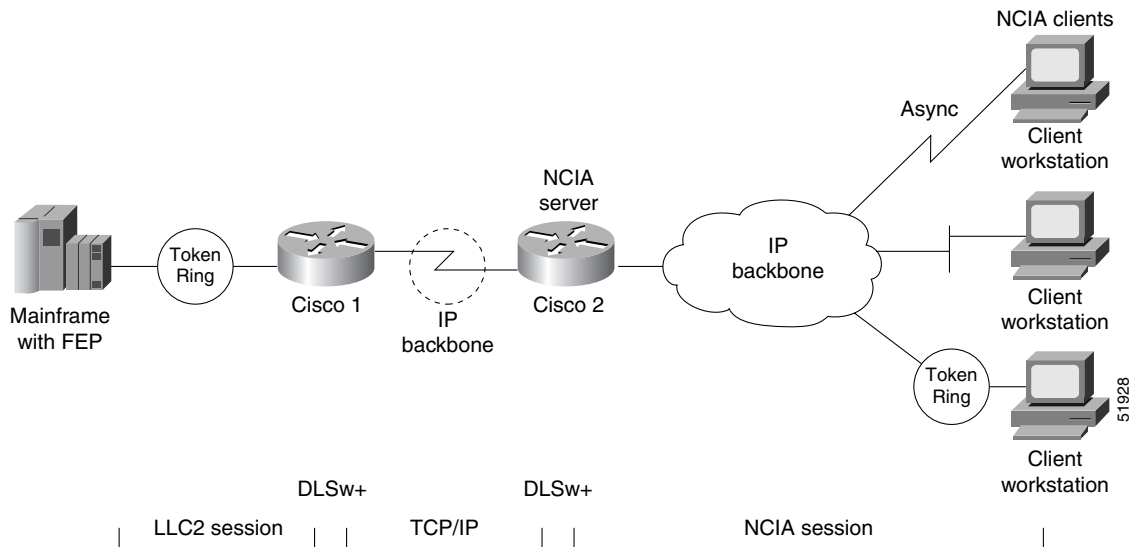 NCIA clients
Async
Client
workstation
NCIA
server
Token
Ring
IP
backbone
Cisco 1
Cisco 2
IP
backbone
Mainframe
with FEP
Client
workstation
Token
Ring
51928
Client
workstation
DLSw+
DLSw+
LLC2 session
TCP/IP
NCIA session